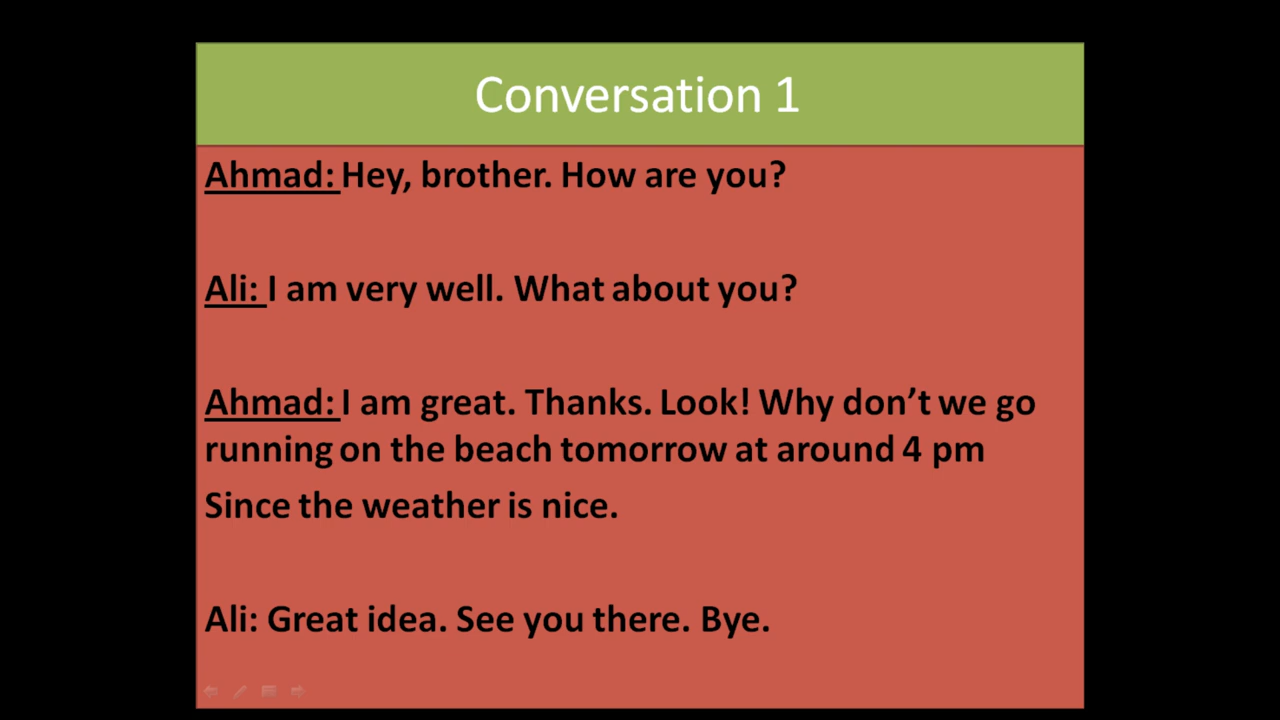 Conversation 1
Ahmad: Hey, brother. How are you?
Ali: I am very well. What about you?
Ahmad: I am great. Thanks. Look! Why don’t we go
running on the beach tomorrow at around 4 pm
Since the weather is nice.
Ali: Great idea. See you there. Bye.